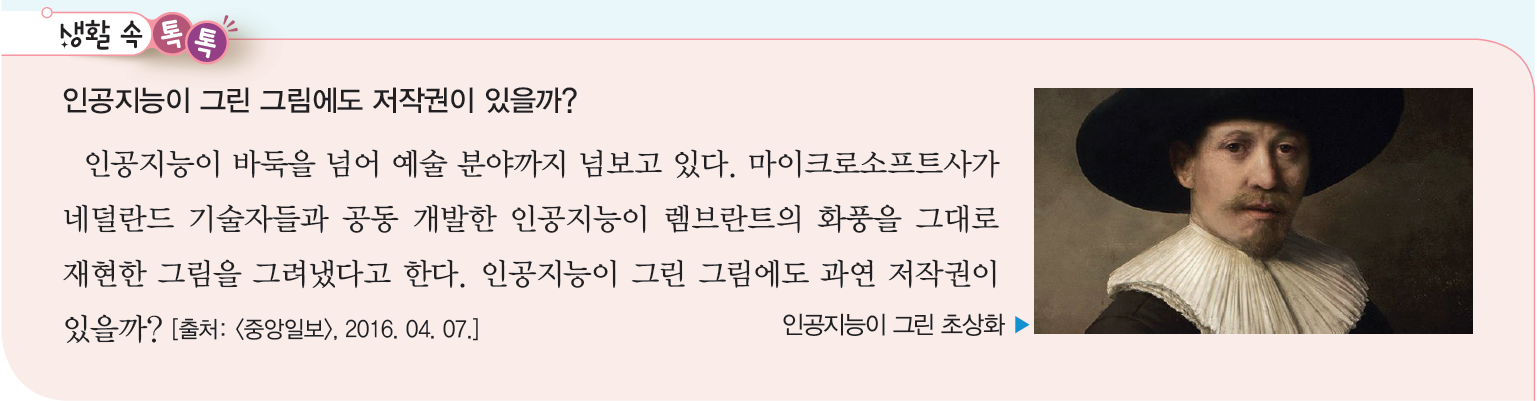 생활 속 톡톡
인공지능이 그린 그림에도 저작권이 있을까?
인공지능이 바둑을 넘어 예술 분야까지 넘보고 있다. 마이크로소프트사가
네덜란드 기술자들과 공동 개발한 인공지능이 렘브란트의 화풍을 그대로
재현한 그림을 그려냈다고 한다. 인공지능이 그린 그림에도 과연 저작권이
있을까? [출처: 〈중앙일보〉, 2016. 04. 07.]
인공지능이 그린 초상화 ▶